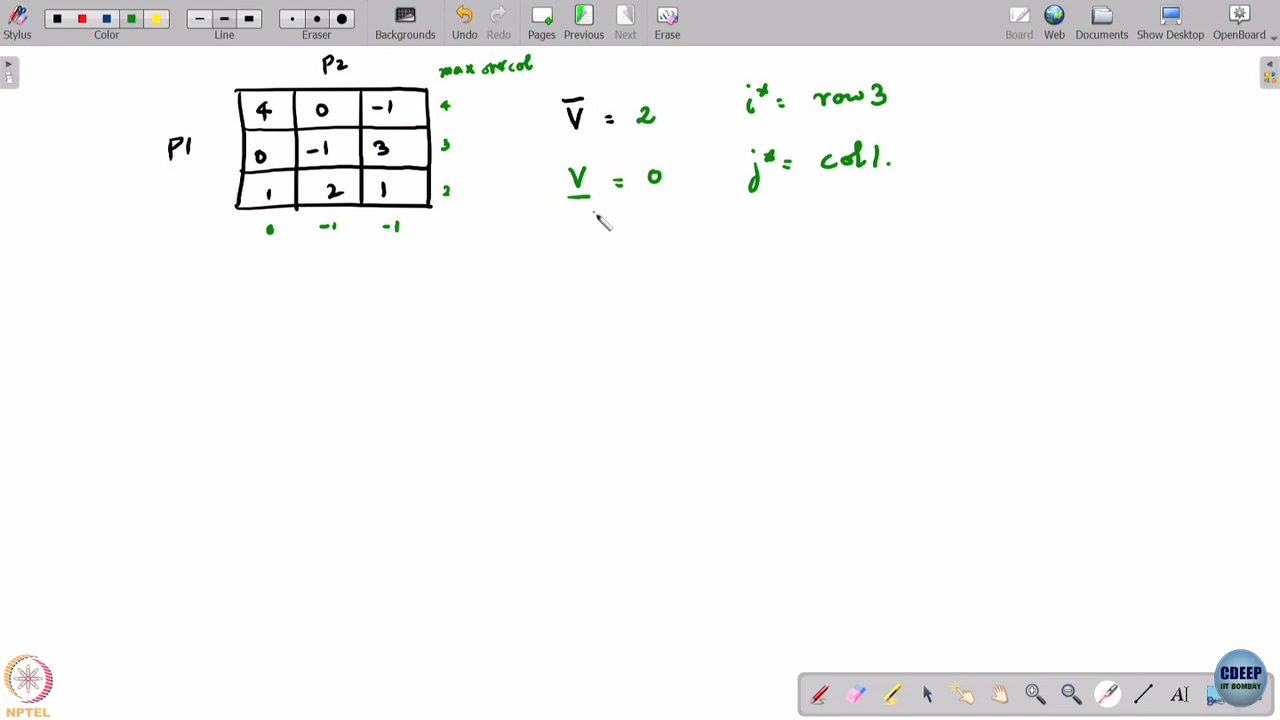 Stylus Color Line Eraser Backgrounds Undo Redo Pages Previous Next Erase Board Web Documents Show Desktop OpenBoard
P2 max over col
4 0 -1 4
P1 0 -1 3 3
1 2 1 2
0 -1 -1
V̅ = 2 i* = row 3
V̲ = 0 j* = col 1.
NPTEL
CDEEP
IIT BOMBAY